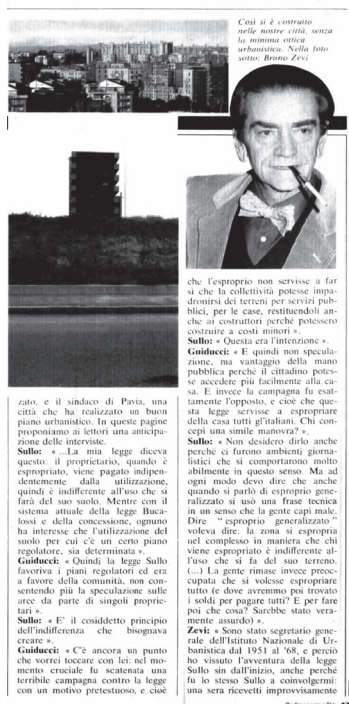 Così si è costruito
nelle nostre città, senza
la minima ottica
urbanistica. Nella foto
sotto: Bruno Zevi
zato, e il sindaco di Pavia, una
città che ha realizzato un buon
piano urbanistico. In queste pagine
proponiamo ai lettori una anticipa-
zione delle interviste.
Sullo: « ...La mia legge diceva
questo: il proprietario, quando è
espropriato, viene pagato indipen-
dentemente dalla utilizzazione,
quindi è indifferente all'uso che si
farà del suo suolo. Mentre con il
sistema attuale della legge Buca-
lossi e della concessione, ognuno
ha interesse che l'utilizzazione del
suolo per cui c'è un certo piano
regolatore, sia determinata ».
Guiducci: « Quindi la legge Sullo
favoriva i piani regolatori ed era
a favore della comunità, non con-
sentendo più la speculazione sulle
aree da parte di singoli proprie-
tari ».
Sullo: « E' il cosiddetto principio
dell'indifferenza che bisognava
creare ».
Guiducci: « C'è ancora un punto
che vorrei toccare con lei: nel mo-
mento cruciale fu scatenata una
terribile campagna contro la legge
con un motivo pretestuoso, e cioè
che l'esproprio non servisse a far
sì che la collettività potesse impa-
dronirsi dei terreni per servizi pub-
blici, per le case, restituendoli an-
che ai costruttori perché potessero
costruire a costi minori ».
Sullo: « Questa era l'intenzione ».
Guiducci: « E quindi non specula-
zione, ma vantaggio della mano
pubblica perché il cittadino potes-
se accedere più facilmente alla ca-
sa. E invece la campagna fu esat-
tamente l'opposto, e cioè che que-
sta legge servisse a espropriare
della casa tutti gl'italiani. Chi con-
cepì una simile manovra? ».
Sullo: « Non desidero dirlo anche
perché ci furono ambienti giorna-
listici che si comportarono molto
abilmente in questo senso. Ma ad
ogni modo devo dire che anche
quando si parlò di esproprio gene-
ralizzato si usò una frase tecnica
in un senso che la gente capì male.
Dire " esproprio generalizzato "
voleva dire: la zona si espropria
nel complesso in maniera che chi
viene espropriato è indifferente al-
l'uso che si fa del suo terreno.
(...) La gente rimase invece preoc-
cupata che si volesse espropriare
tutto (e dove avremmo poi trovato
i soldi per pagare tutti? E per fare
poi che cosa? Sarebbe stato vera-
mente assurdo) ».
Zevi: « Sono stato segretario gene-
rale dell'Istituto Nazionale di Ur-
banistica dal 1951 al '68, e perciò
ho vissuto l'avventura della legge
Sullo sin dall'inizio, anche perché
fu lo stesso Sullo a coinvolgermi:
una sera ricevetti improvvisamente